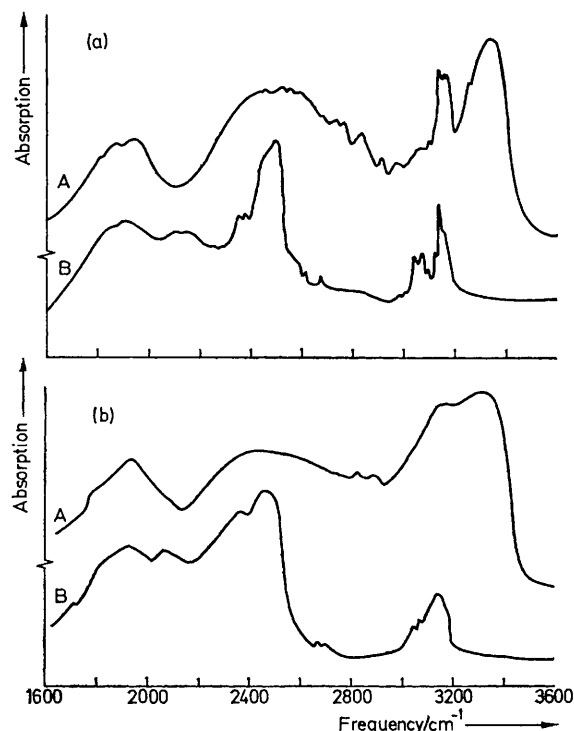 (a)
Absorption
A
B
(b)
Absorption
A
B
1600 2000 2400 2800 3200 3600
Frequency/cm⁻¹